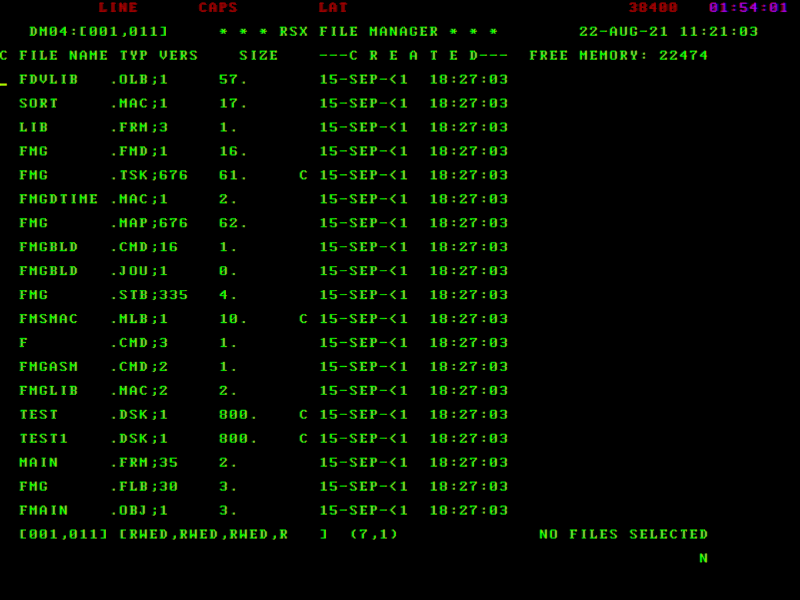 LINE CAPS LAT 38400 01:54:01
DM04:[001,011] * * * RSX FILE MANAGER * * * 22-AUG-21 11:21:03
C FILE NAME TYP VERS SIZE ---C R E A T E D--- FREE MEMORY: 22474
FDVLIB .OLB;1 57. 15-SEP-<1 18:27:03
SORT .MAC;1 17. 15-SEP-<1 18:27:03
LIB .FRM;3 1. 15-SEP-<1 18:27:03
FMG .FMD;1 16. 15-SEP-<1 18:27:03
FMG .TSK;676 61. C 15-SEP-<1 18:27:03
FMGDTIME .MAC;1 2. 15-SEP-<1 18:27:03
FMG .MAP;676 62. 15-SEP-<1 18:27:03
FMGBLD .CMD;16 1. 15-SEP-<1 18:27:03
FMGBLD .JOU;1 0. 15-SEP-<1 18:27:03
FMG .STB;335 4. 15-SEP-<1 18:27:03
FMSMAC .MLB;1 10. C 15-SEP-<1 18:27:03
F .CMD;3 1. 15-SEP-<1 18:27:03
FMGASM .CMD;2 1. 15-SEP-<1 18:27:03
FMGLIB .MAC;2 2. 15-SEP-<1 18:27:03
TEST .DSK;1 800. C 15-SEP-<1 18:27:03
TEST1 .DSK;1 800. C 15-SEP-<1 18:27:03
MAIN .FRM;35 2. 15-SEP-<1 18:27:03
FMG .FLB;30 3. 15-SEP-<1 18:27:03
FMAIN .OBJ;1 3. 15-SEP-<1 18:27:03
[001,011] [RWED,RWED,RWED,R ] (7,1) NO FILES SELECTED
N